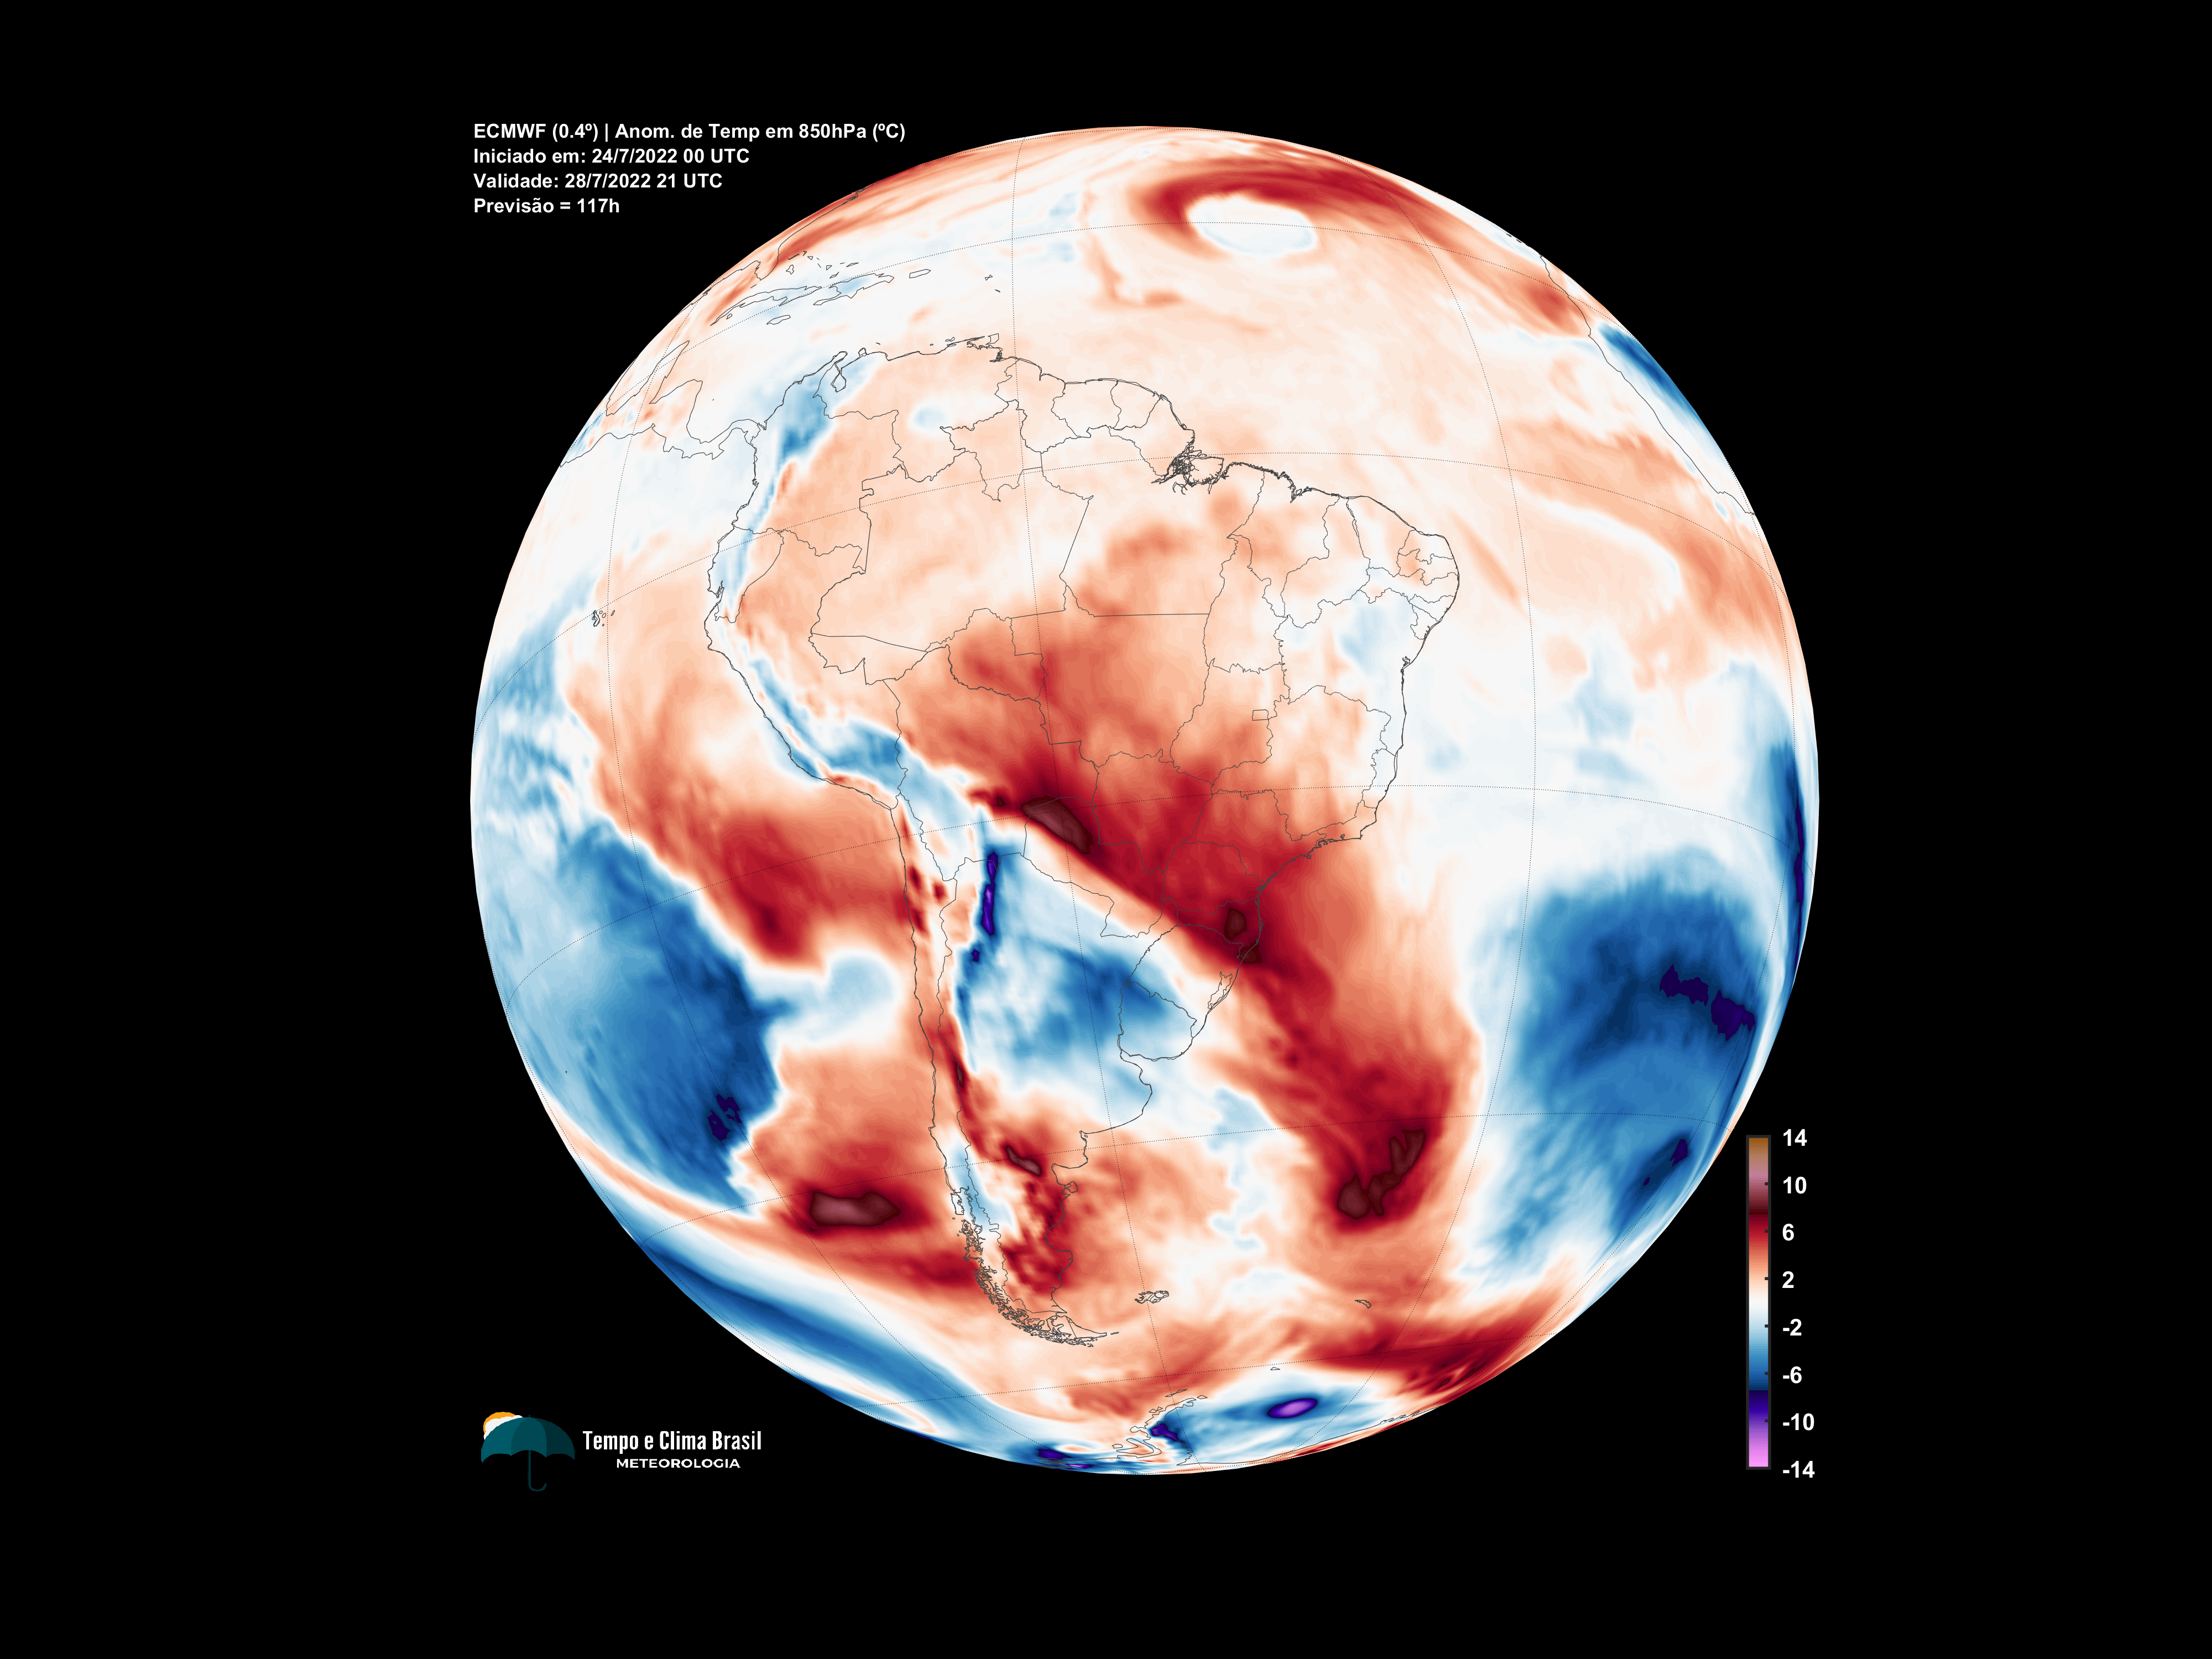 ECMWF (0.4º) | Anom. de Temp em 850hPa (ºC)
Iniciado em: 24/7/2022 00 UTC
Validade: 28/7/2022 21 UTC
Previsão = 117h
14
10
6
2
-2
-6
-10
-14
Tempo e Clima Brasil
METEOROLOGIA